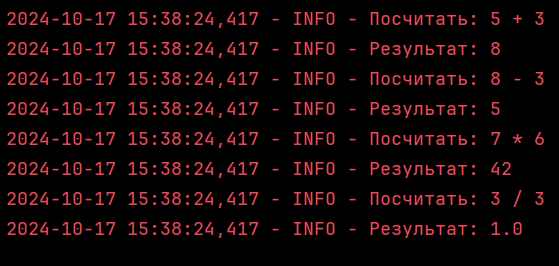 2024-10-17 15:38:24,417 - INFO - Посчитать: 5 + 3
2024-10-17 15:38:24,417 - INFO - Результат: 8
2024-10-17 15:38:24,417 - INFO - Посчитать: 8 - 3
2024-10-17 15:38:24,417 - INFO - Результат: 5
2024-10-17 15:38:24,417 - INFO - Посчитать: 7 * 6
2024-10-17 15:38:24,417 - INFO - Результат: 42
2024-10-17 15:38:24,417 - INFO - Посчитать: 3 / 3
2024-10-17 15:38:24,417 - INFO - Результат: 1.0